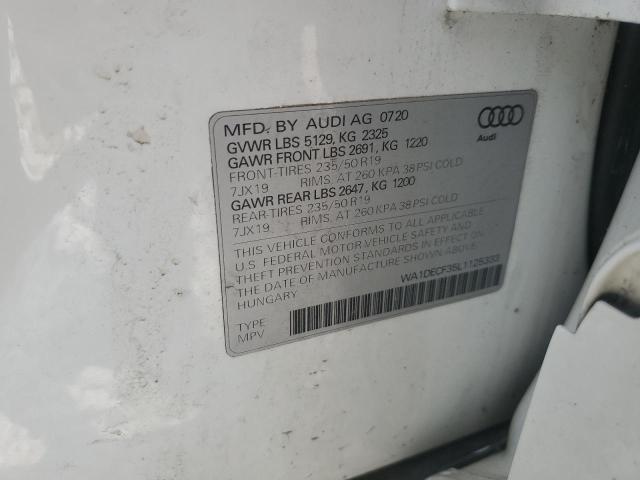 MFD. BY AUDI AG 07/20
GVWR LBS 5129, KG 2325
GAWR FRONT LBS 2691, KG 1220
FRONT-TIRES 235/50 R19
7JX19 RIMS, AT 260 KPA 38 PSI COLD
GAWR REAR LBS 2647, KG 1200
REAR-TIRES 235/50 R19
7JX19 RIMS, AT 260 KPA 38 PSI COLD
THIS VEHICLE CONFORMS TO ALL APPLICABLE
U.S FEDERAL MOTOR VEHICLE SAFETY AND
THEFT PREVENTION STANDARDS IN EFFECT ON
THE DATE OF MANUFACTURE SHOWN ABOVE.
HUNGARY
WA1DECF35L1125333
TYPE
MPV
Audi